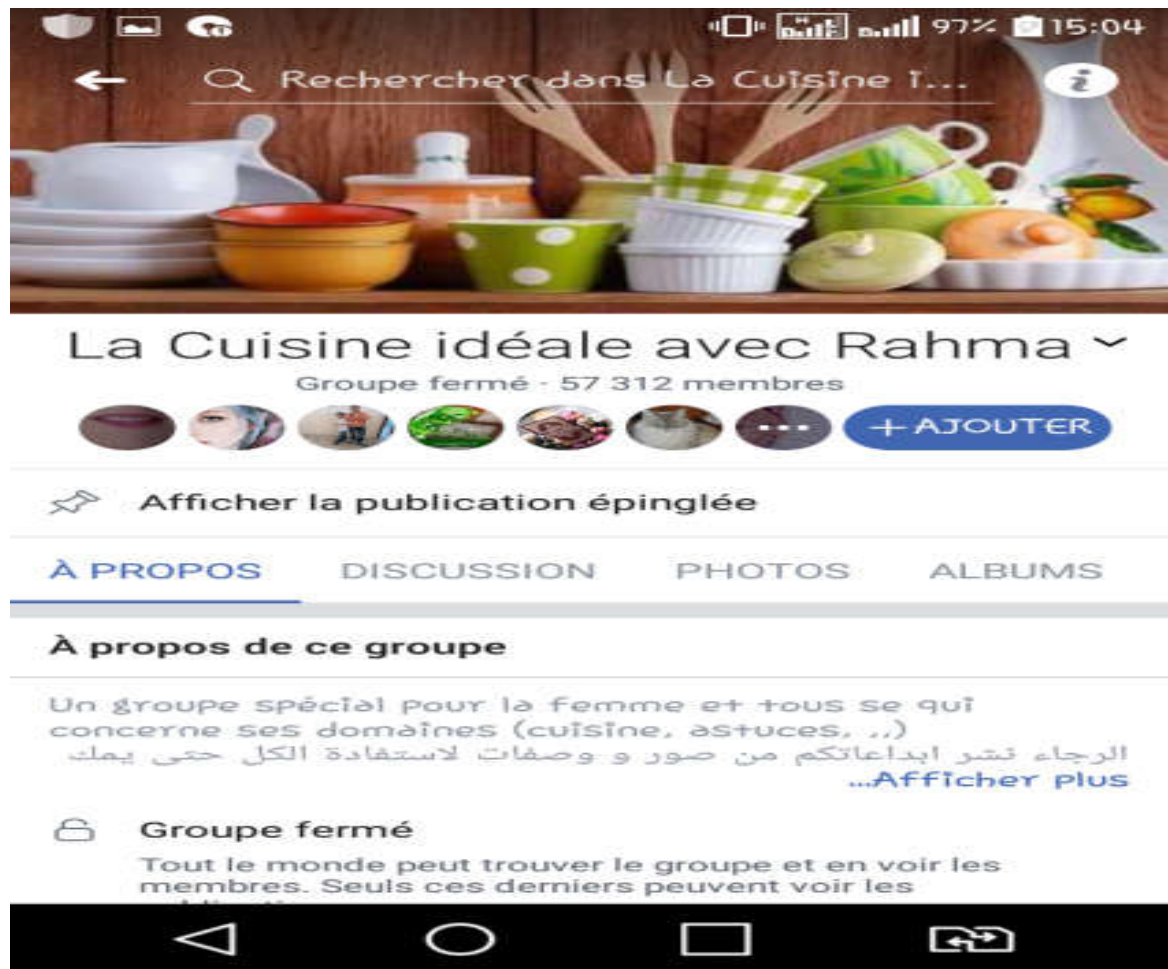 97% 15:04
Rechercher dans La Cuisine i...
La Cuisine idéale avec Rahma
Groupe fermé · 57 312 membres
+ AJOUTER
Afficher la publication épinglée
À PROPOS DISCUSSION PHOTOS ALBUMS
À propos de ce groupe
Un groupe spécial pour la femme et tous se qui
concerne ses domaines (cuisine, astuces, ,,)
الرجاء نشر ابداعاتكم من صور و وصفات لاستفادة الكل حتى يمك
...Afficher plus
Groupe fermé
Tout le monde peut trouver le groupe et en voir les
membres. Seuls ces derniers peuvent voir les